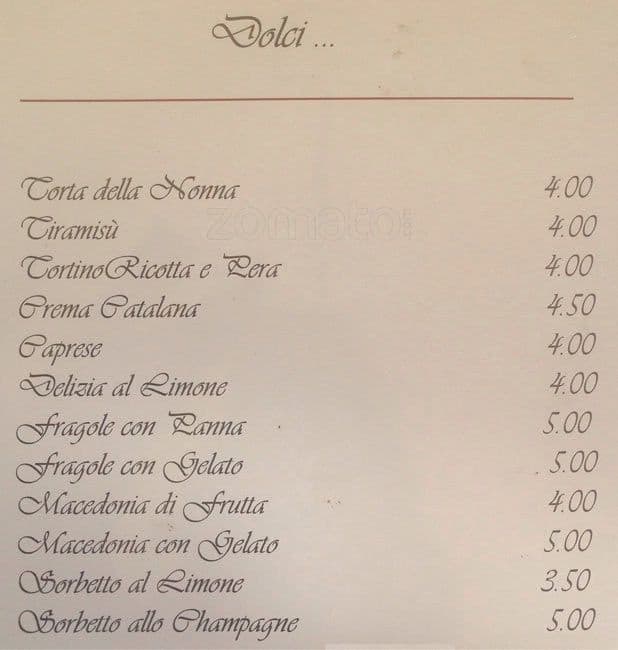 Dolci ...
zomato
Torta della Nonna 4.00
Tiramisù 4.00
TortinoRicotta e Pera 4.00
Crema Catalana 4.50
Caprese 4.00
Delizia al Limone 4.00
Fragole con Panna 5.00
Fragole con Gelato 5.00
Macedonia di Frutta 4.00
Macedonia con Gelato 5.00
Sorbetto al Limone 3.50
Sorbetto allo Champagne 5.00